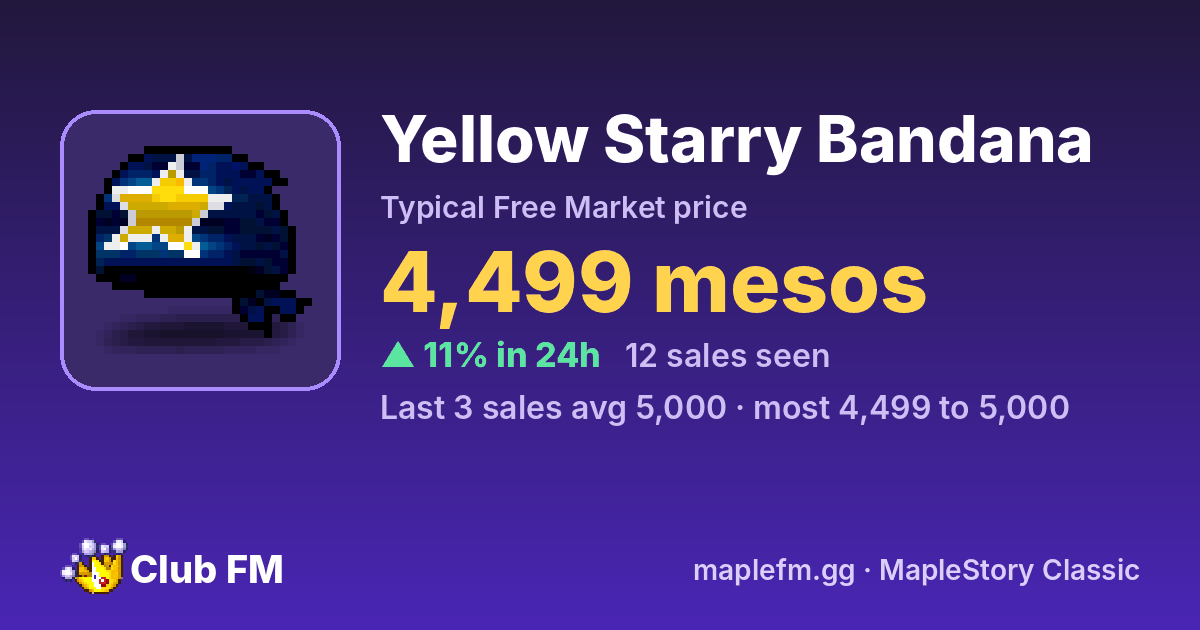 Yellow Starry Bandana
Typical Free Market price
4,499 mesos
▲ 11% in 24h 12 sales seen
Last 3 sales avg 5,000 · most 4,499 to 5,000
Club FM
maplefm.gg · MapleStory Classic